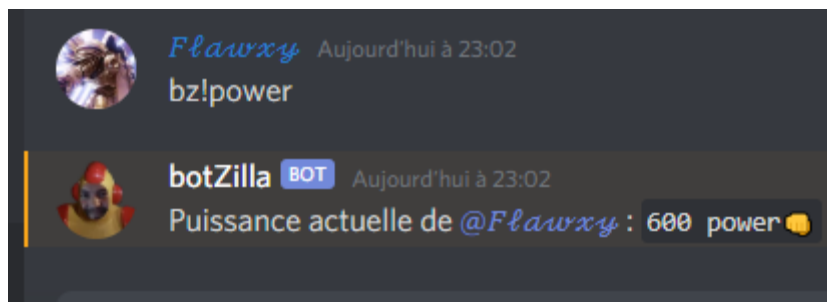 𝓕𝓵𝓪𝔀𝔁𝔂 Aujourd'hui à 23:02
bz!power
botZilla BOT Aujourd'hui à 23:02
Puissance actuelle de @𝓕𝓵𝓪𝔀𝔁𝔂 : 600 power👊